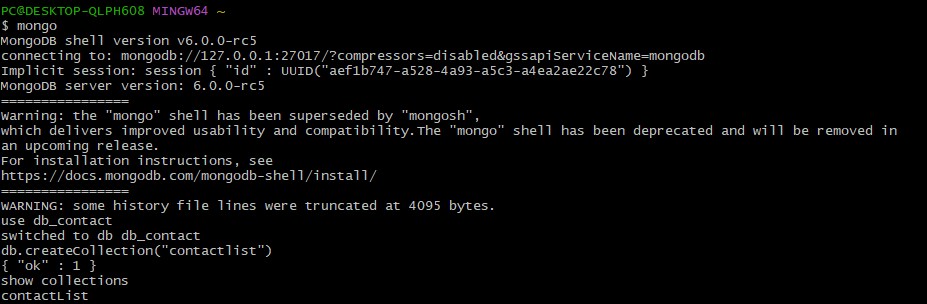 PC@DESKTOP-QLPH608 MINGW64 ~
$ mongo
MongoDB shell version v6.0.0-rc5
connecting to: mongodb://127.0.0.1:27017/?compressors=disabled&gssapiServiceName=mongodb
Implicit session: session { "id" : UUID("aef1b747-a528-4a93-a5c3-a4ea2ae22c78") }
MongoDB server version: 6.0.0-rc5
================
Warning: the "mongo" shell has been superseded by "mongosh",
which delivers improved usability and compatibility.The "mongo" shell has been deprecated and will be removed in
an upcoming release.
For installation instructions, see
https://docs.mongodb.com/mongodb-shell/install/
================
WARNING: some history file lines were truncated at 4095 bytes.
use db_contact
switched to db db_contact
db.createCollection("contactlist")
{ "ok" : 1 }
show collections
contactList